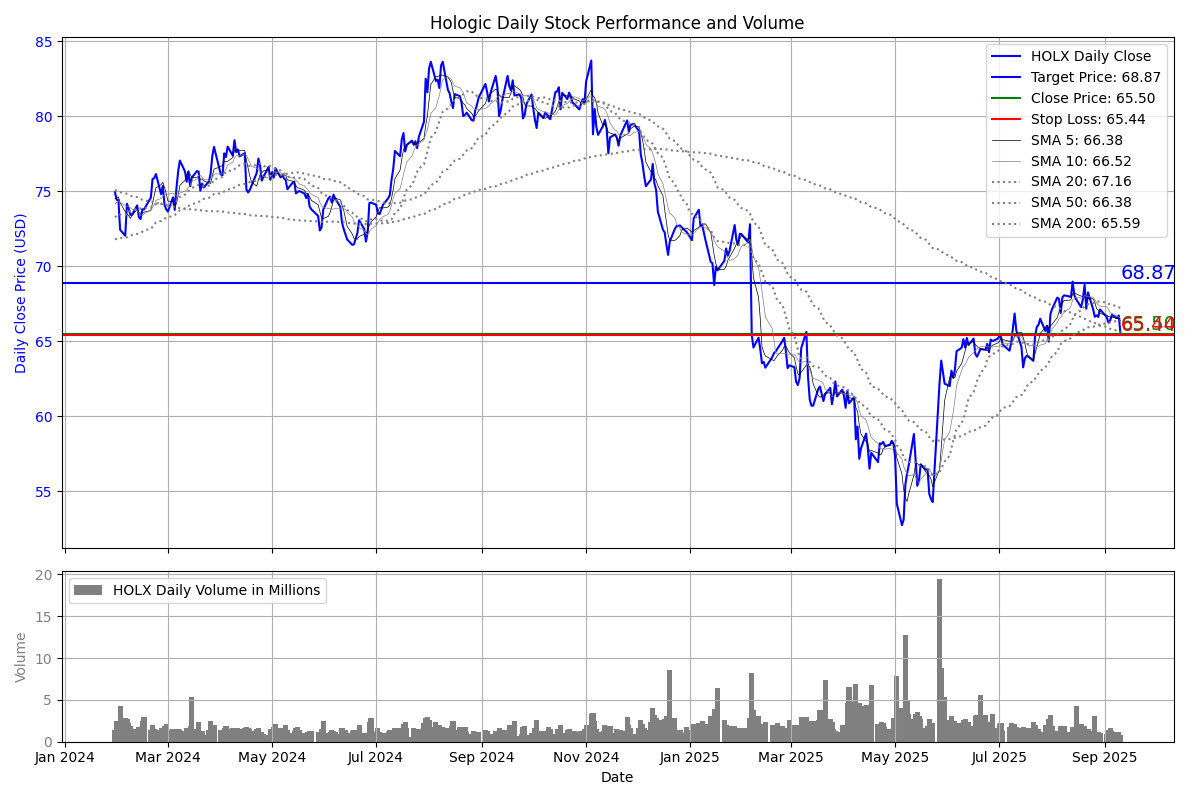 Hologic Daily Stock Performance and Volume
85
80
75
70
65
60
55
Daily Close Price (USD)
HOLX Daily Close
Target Price: 68.87
Close Price: 65.50
Stop Loss: 65.44
SMA 5: 66.38
SMA 10: 66.52
SMA 20: 67.16
SMA 50: 66.38
SMA 200: 65.59
68.87
65.50
65.44
20
15
10
5
0
Volume
HOLX Daily Volume in Millions
Jan 2024
Mar 2024
May 2024
Jul 2024
Sep 2024
Nov 2024
Jan 2025
Mar 2025
May 2025
Jul 2025
Sep 2025
Date